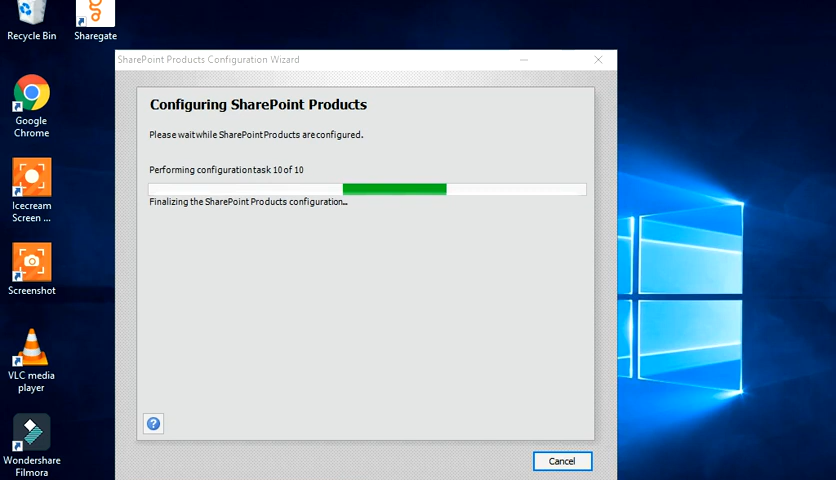 Recycle Bin
Sharegate
Google
Chrome
Icecream
Screen ...
Screenshot
VLC media
player
Wondershare
Filmora
SharePoint Products Configuration Wizard
Configuring SharePoint Products
Please wait while SharePoint Products are configured.
Performing configuration task 10 of 10
Finalizing the SharePoint Products configuration...
?
Cancel